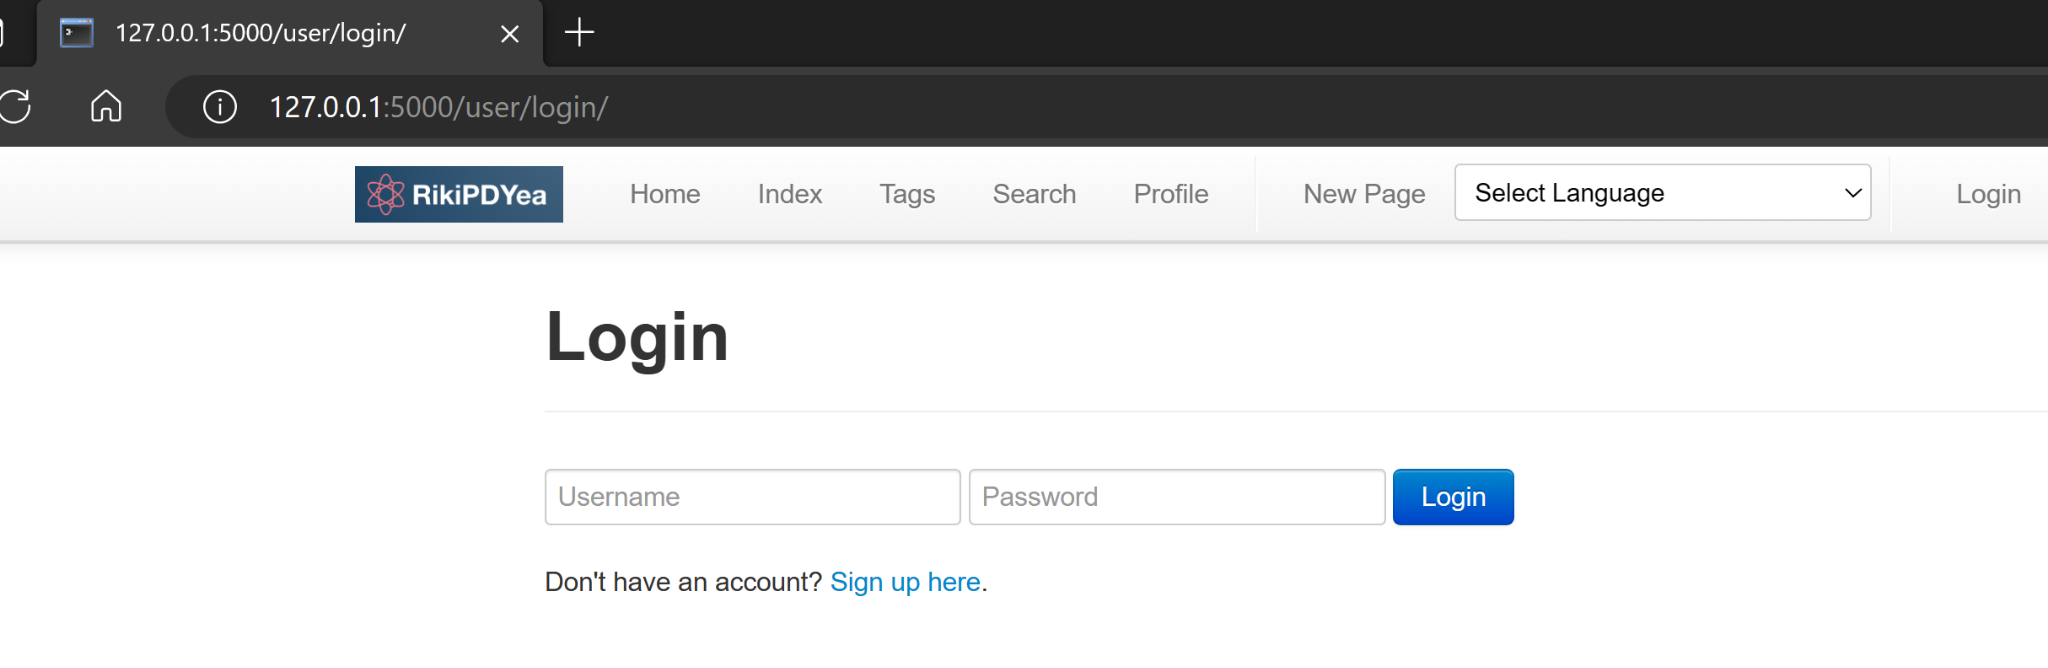 127.0.0.1:5000/user/login/
127.0.0.1:5000/user/login/
RikiPDYea Home Index Tags Search Profile New Page Select Language Login
Login
Username Password Login
Don't have an account? Sign up here.